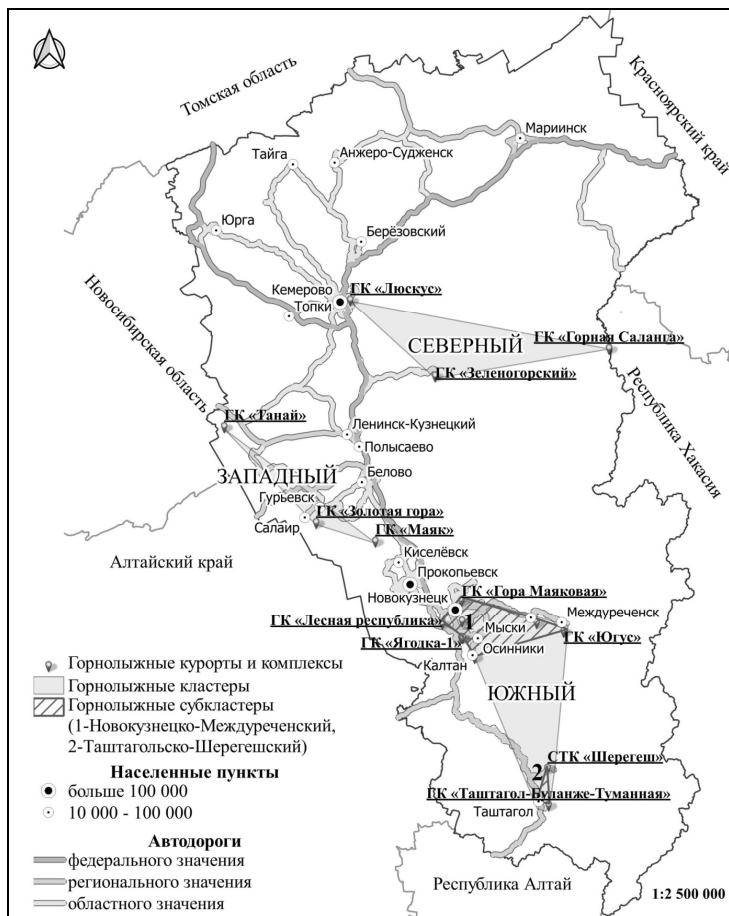 Томская область
Красноярский край
Мариинск
Тайга
Анжеро-Судженск
Юрга
Берёзовский
Кемерово
ГК «Люскус»
Топки
Новосибирская область
СЕВЕРНЫЙ
ГК «Горная Саланга»
ГК «Зеленогорский»
Республика Хакасия
ГК «Танай»
Ленинск-Кузнецкий
Полысаево
ЗАПАДНЫЙ
Белово
Гурьевск
ГК «Золотая гора»
Салаир
ГК «Маяк»
Алтайский край
Киселёвск
Прокопьевск
ГК «Гора Маяковая»
Новокузнецк
ГК «Лесная республика»
1
Междуреченск
Мыски
ГК «Югус»
ГК «Ягодка-1»
Осинники
Калтан
ЮЖНЫЙ
СТК «Шерегеш»
2
ГК «Таштагол-Буланже-Туманная»
Таштагол
Республика Алтай
Горнолыжные курорты и комплексы
Горнолыжные кластеры
Горнолыжные субкластеры
(1-Новокузнецко-Междуреченский,
2-Таштагольско-Шерегешский)
Населенные пункты
больше 100 000
10 000 - 100 000
Автодороги
федерального значения
регионального значения
областного значения
1:2 500 000